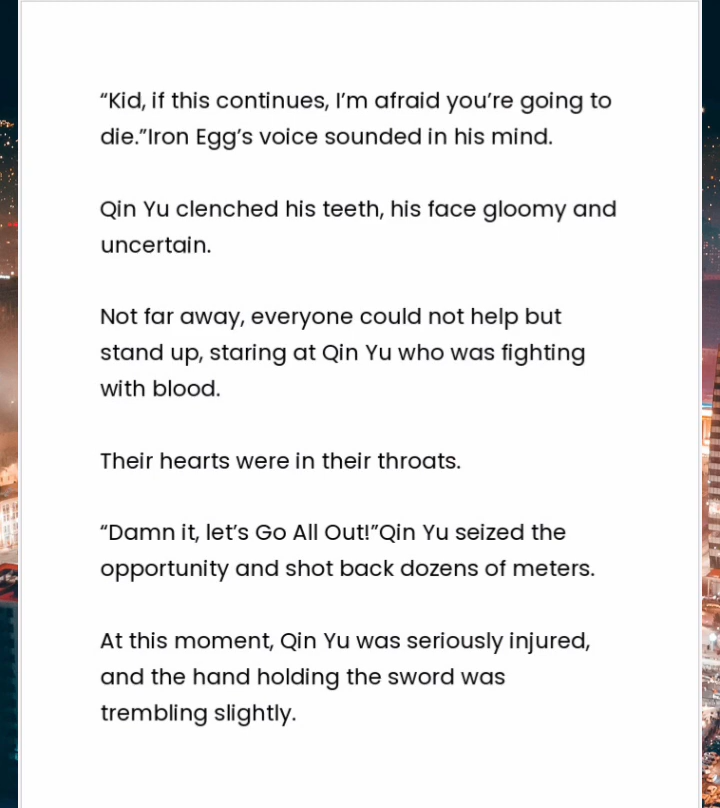 “Kid, if this continues, I’m afraid you’re going to
die.”Iron Egg’s voice sounded in his mind.
Qin Yu clenched his teeth, his face gloomy and
uncertain.
Not far away, everyone could not help but
stand up, staring at Qin Yu who was fighting
with blood.
Their hearts were in their throats.
“Damn it, let’s Go All Out!”Qin Yu seized the
opportunity and shot back dozens of meters.
At this moment, Qin Yu was seriously injured,
and the hand holding the sword was
trembling slightly.